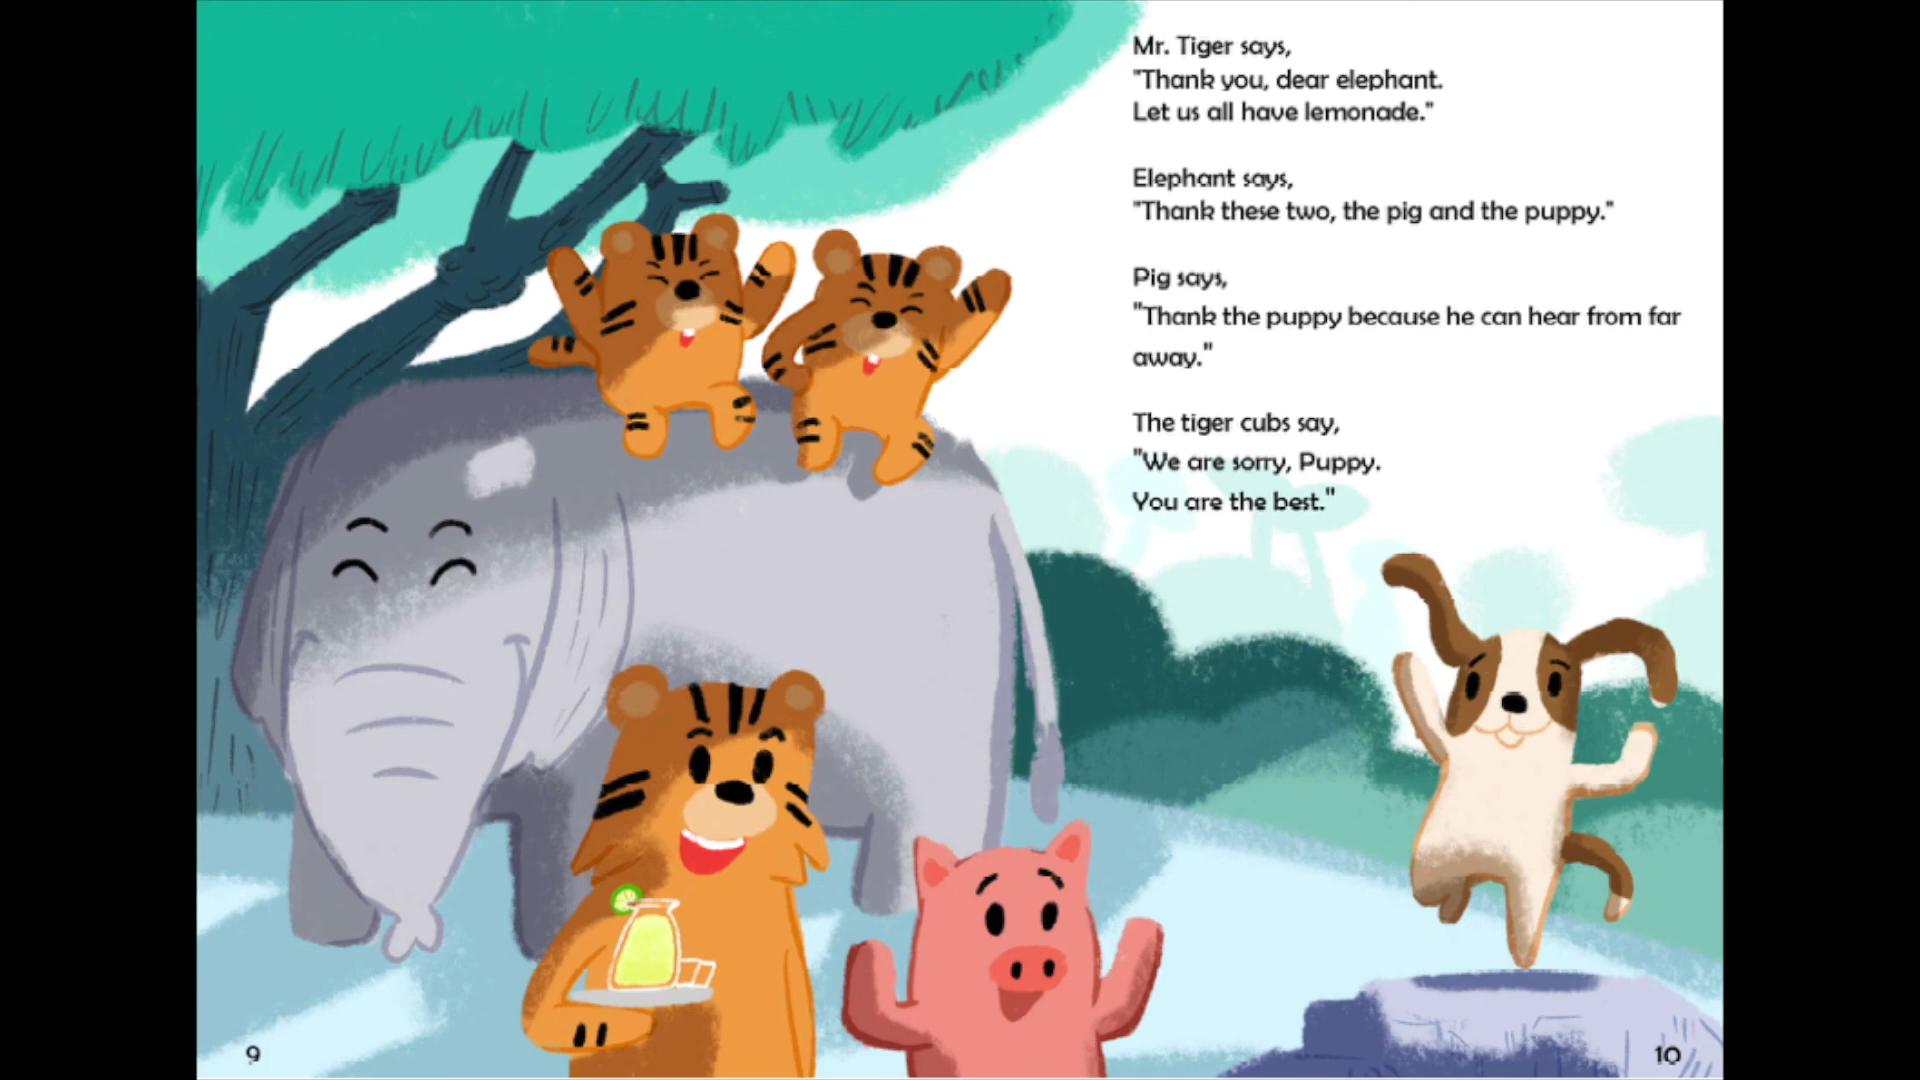 Mr. Tiger says,
"Thank you, dear elephant.
Let us all have lemonade."
Elephant says,
"Thank these two, the pig and the puppy."
Pig says,
"Thank the puppy because he can hear from far
away."
The tiger cubs say,
"We are sorry, Puppy.
You are the best."
9
10